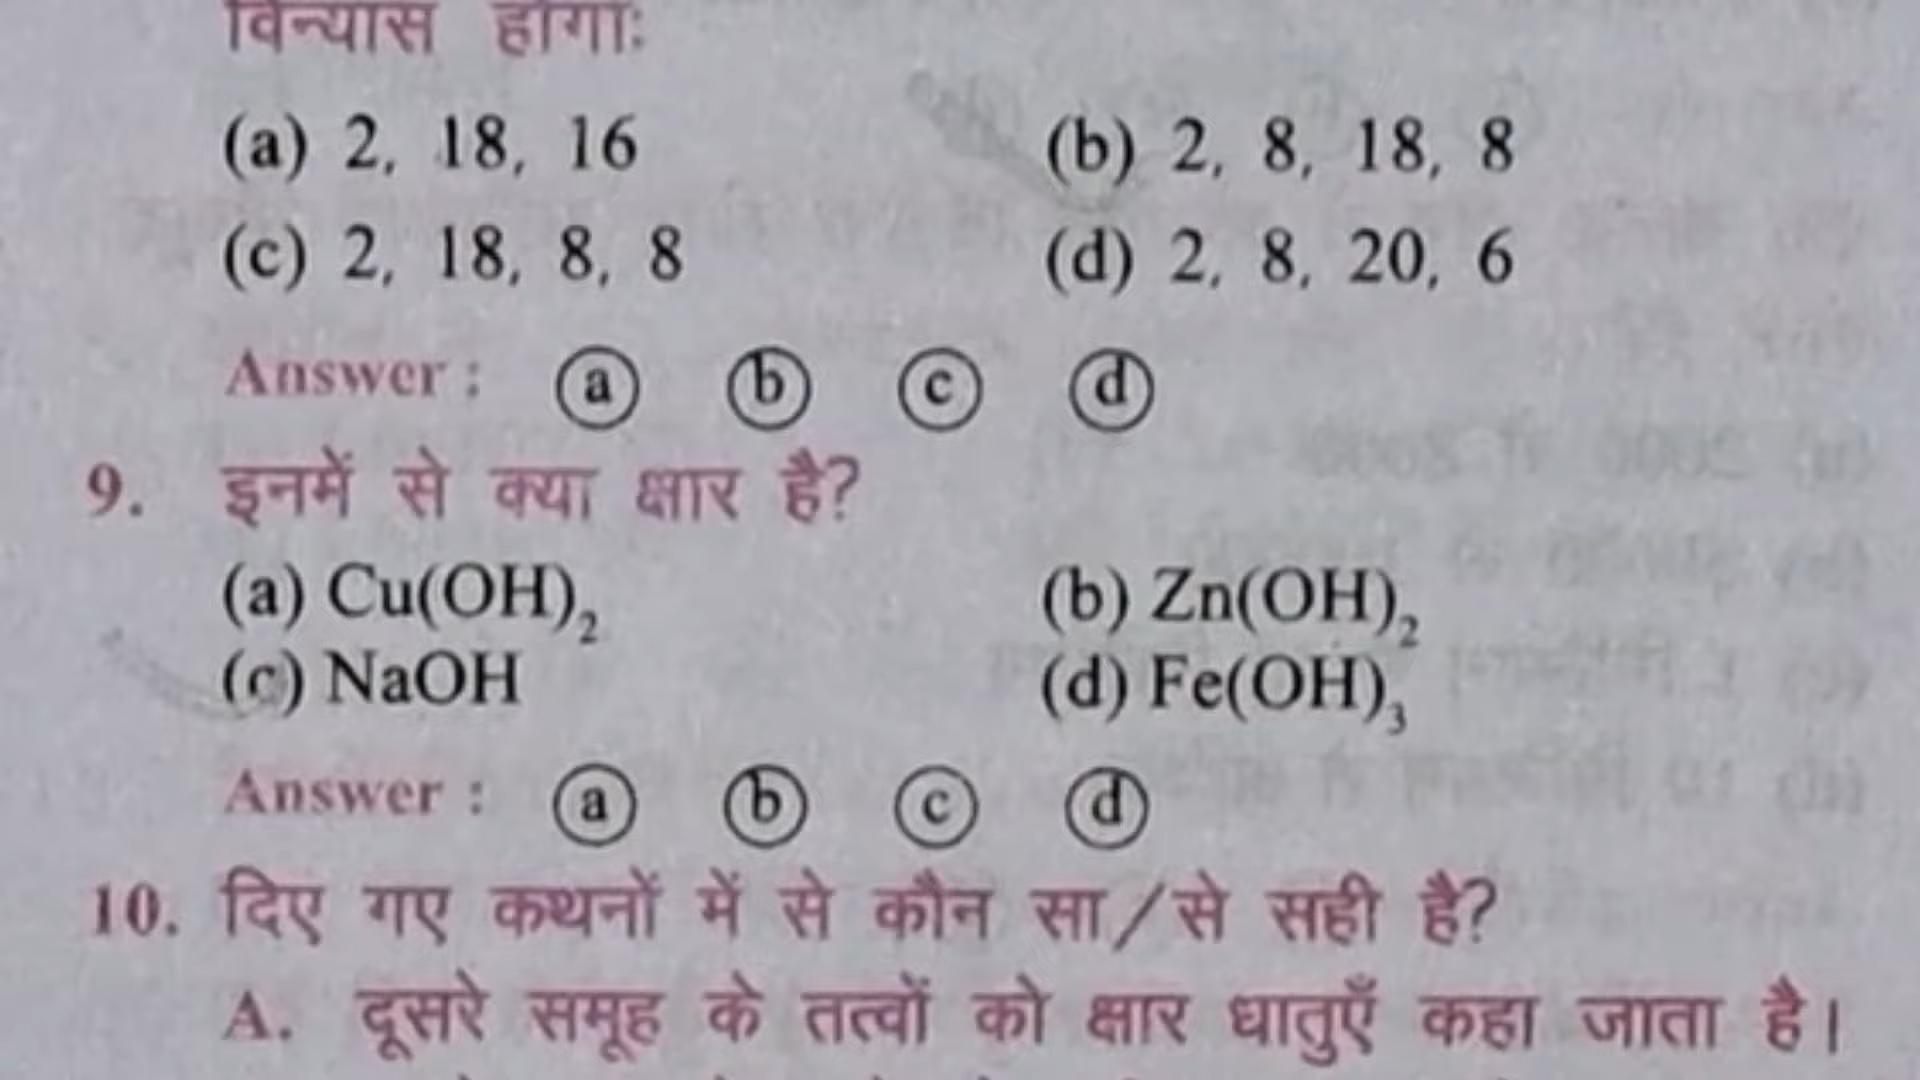 विन्यास होगाः
(a) 2, 18, 16 (b) 2, 8, 18, 8
(c) 2, 18, 8, 8 (d) 2, 8, 20, 6
Answer : ⓐ ⓑ ⓒ ⓓ
9. इनमें से क्या क्षार है?
(a) Cu(OH)₂ (b) Zn(OH)₂
(c) NaOH (d) Fe(OH)₃
Answer : ⓐ ⓑ ⓒ ⓓ
10. दिए गए कथनों में से कौन सा/से सही है?
A. दूसरे समूह के तत्वों को क्षार धातुएँ कहा जाता है।